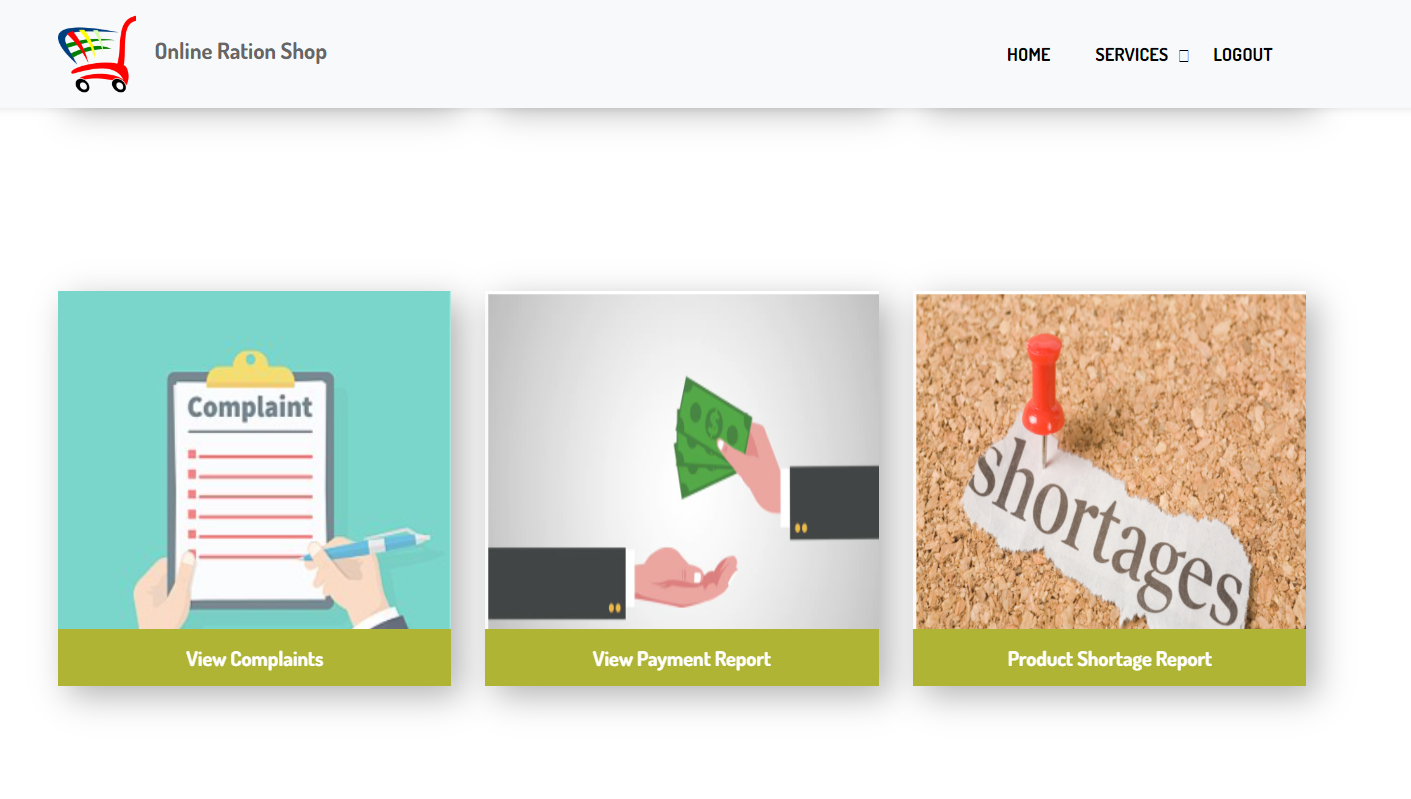 Online Ration Shop
HOME
SERVICES
LOGOUT
Complaint
$
shortages
View Complaints
View Payment Report
Product Shortage Report